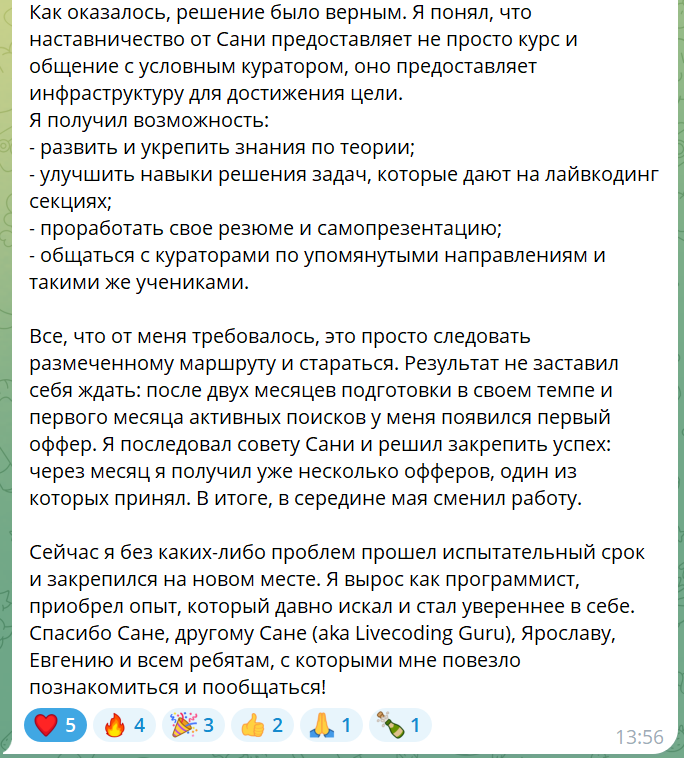 Как оказалось, решение было верным. Я понял, что
наставничество от Сани предоставляет не просто курс и
общение с условным куратором, оно предоставляет
инфраструктуру для достижения цели.
Я получил возможность:
- развить и укрепить знания по теории;
- улучшить навыки решения задач, которые дают на лайвкодинг
секциях;
- проработать свое резюме и самопрезентацию;
- общаться с кураторами по упомянутыми направлениям и
такими же учениками.
Все, что от меня требовалось, это просто следовать
размеченному маршруту и стараться. Результат не заставил
себя ждать: после двух месяцев подготовки в своем темпе и
первого месяца активных поисков у меня появился первый
оффер. Я последовал совету Сани и решил закрепить успех:
через месяц я получил уже несколько офферов, один из
которых принял. В итоге, в середине мая сменил работу.
Сейчас я без каких-либо проблем прошел испытательный срок
и закрепился на новом месте. Я вырос как программист,
приобрел опыт, который давно искал и стал увереннее в себе.
Спасибо Сане, другому Сане (aka Livecoding Guru), Ярославу,
Евгению и всем ребятам, с которыми мне повезло
познакомиться и пообщаться!
5 4 3 2 1 1
13:56